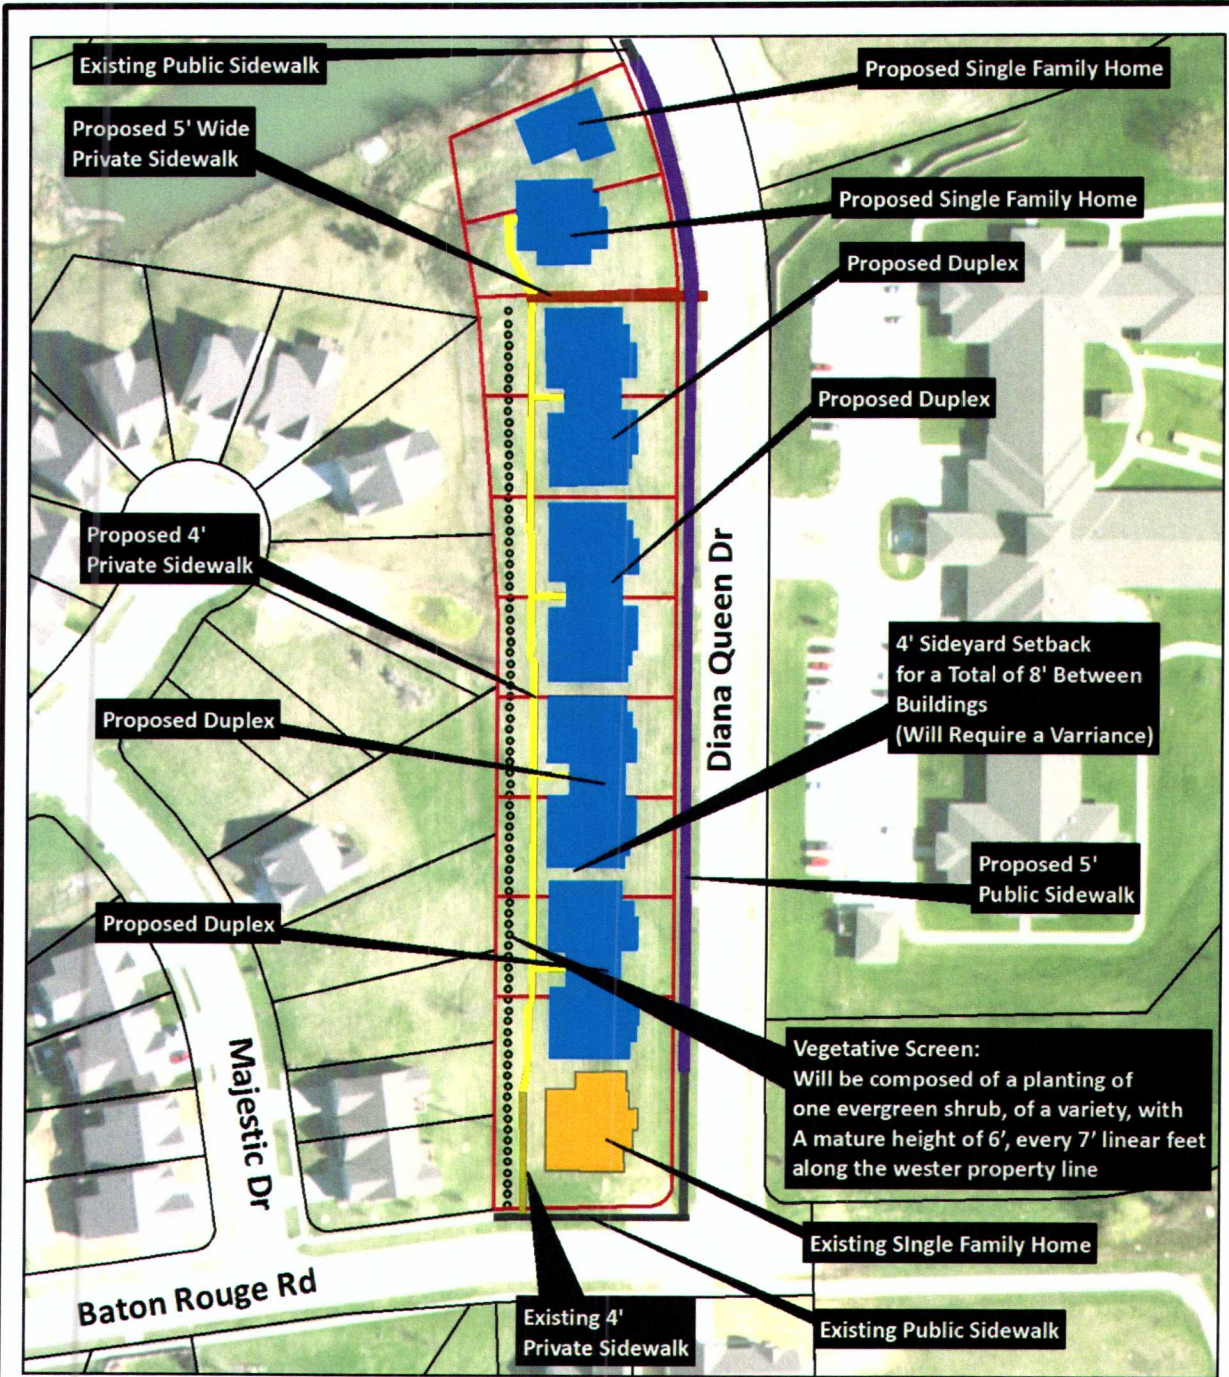 Existing Public Sidewalk
Proposed Single Family Home
Proposed 5' Wide
Private Sidewalk
Proposed Single Family Home
Proposed Duplex
Proposed Duplex
Proposed 4'
Private Sidewalk
Diana Queen Dr
4' Sideyard Setback
for a Total of 8' Between
Buildings
(Will Require a Varriance)
Proposed Duplex
Proposed 5'
Public Sidewalk
Proposed Duplex
Vegetative Screen:
Will be composed of a planting of
one evergreen shrub, of a variety, with
A mature height of 6', every 7' linear feet
along the wester property line
Majestic Dr
Existing SIngle Family Home
Baton Rouge Rd
Existing 4'
Private Sidewalk
Existing Public Sidewalk